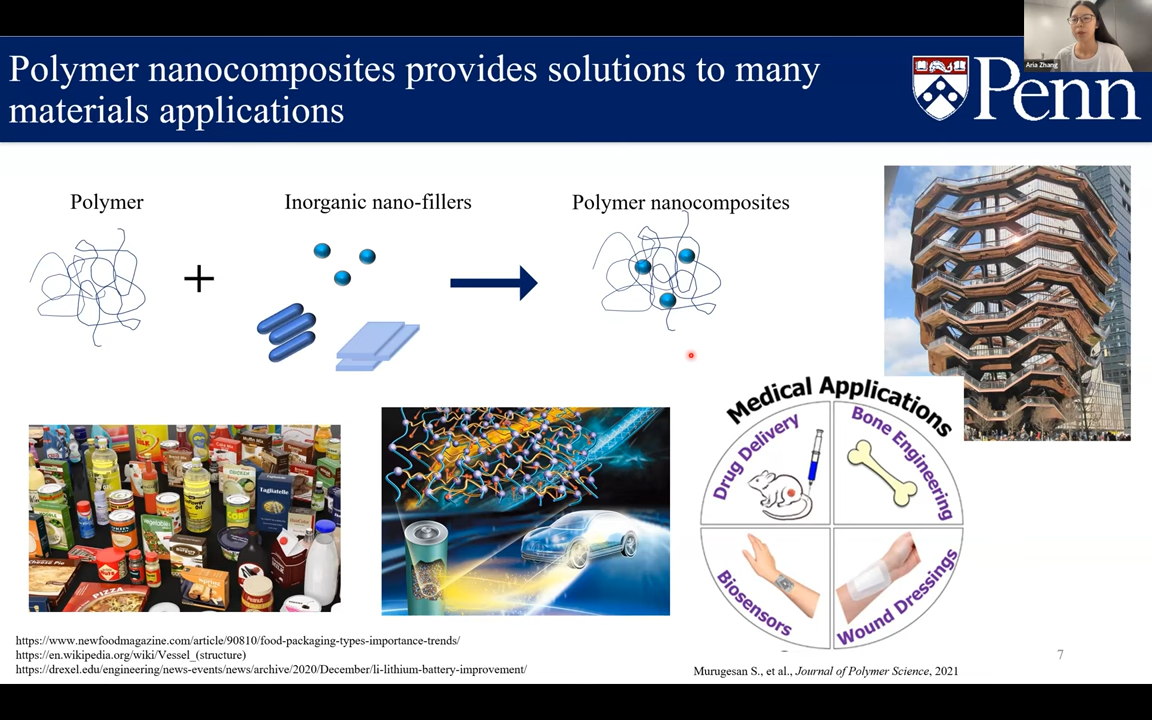 Polymer nanocomposites provides solutions to many
materials applications
Penn
Aria Zhang
Polymer
Inorganic nano-fillers
Polymer nanocomposites
+
Medical Applications
Drug Delivery
Bone Engineering
Biosensors
Wound Dressings
Tagliatelle
PIZZA
https://www.newfoodmagazine.com/article/90810/food-packaging-types-importance-trends/
https://en.wikipedia.org/wiki/Vessel_(structure)
https://drexel.edu/engineering/news-events/news/archive/2020/December/li-lithium-battery-improvement/
Murugesan S., et al., Journal of Polymer Science, 2021
7